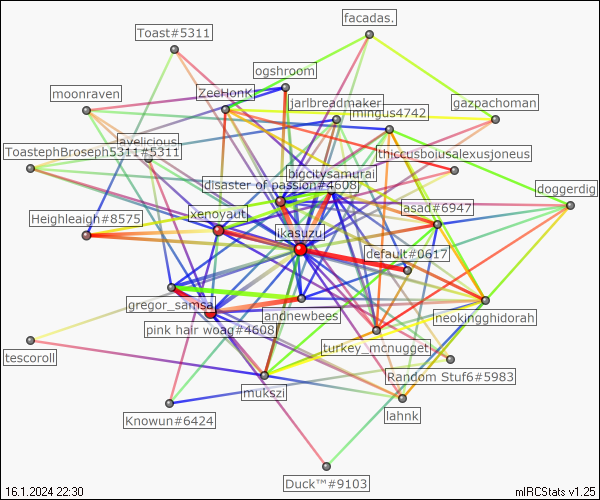 facadas.
Toast#5311
ogshroom
ZeeHonK
moonraven
jarlbreadmaker
gazpachoman
mingus4742
layelicious
ToastephBroseph5311#5311
thiccusboiusalexusjoneus
bigcitysamurai
disaster of passion#4608
doggerdig
asad#6947
xenoyaut
Heighleaigh#8575
ikasuzu
default#0617
gregor_samsa
andnewbees
neokingghidorah
pink hair woag#4608
turkey_mcnugget
tescoroll
Random Stuf6#5983
mukszi
lahnk
Knowun#6424
Duck™#9103
16.1.2024 22:30
mIRCStats v1.25